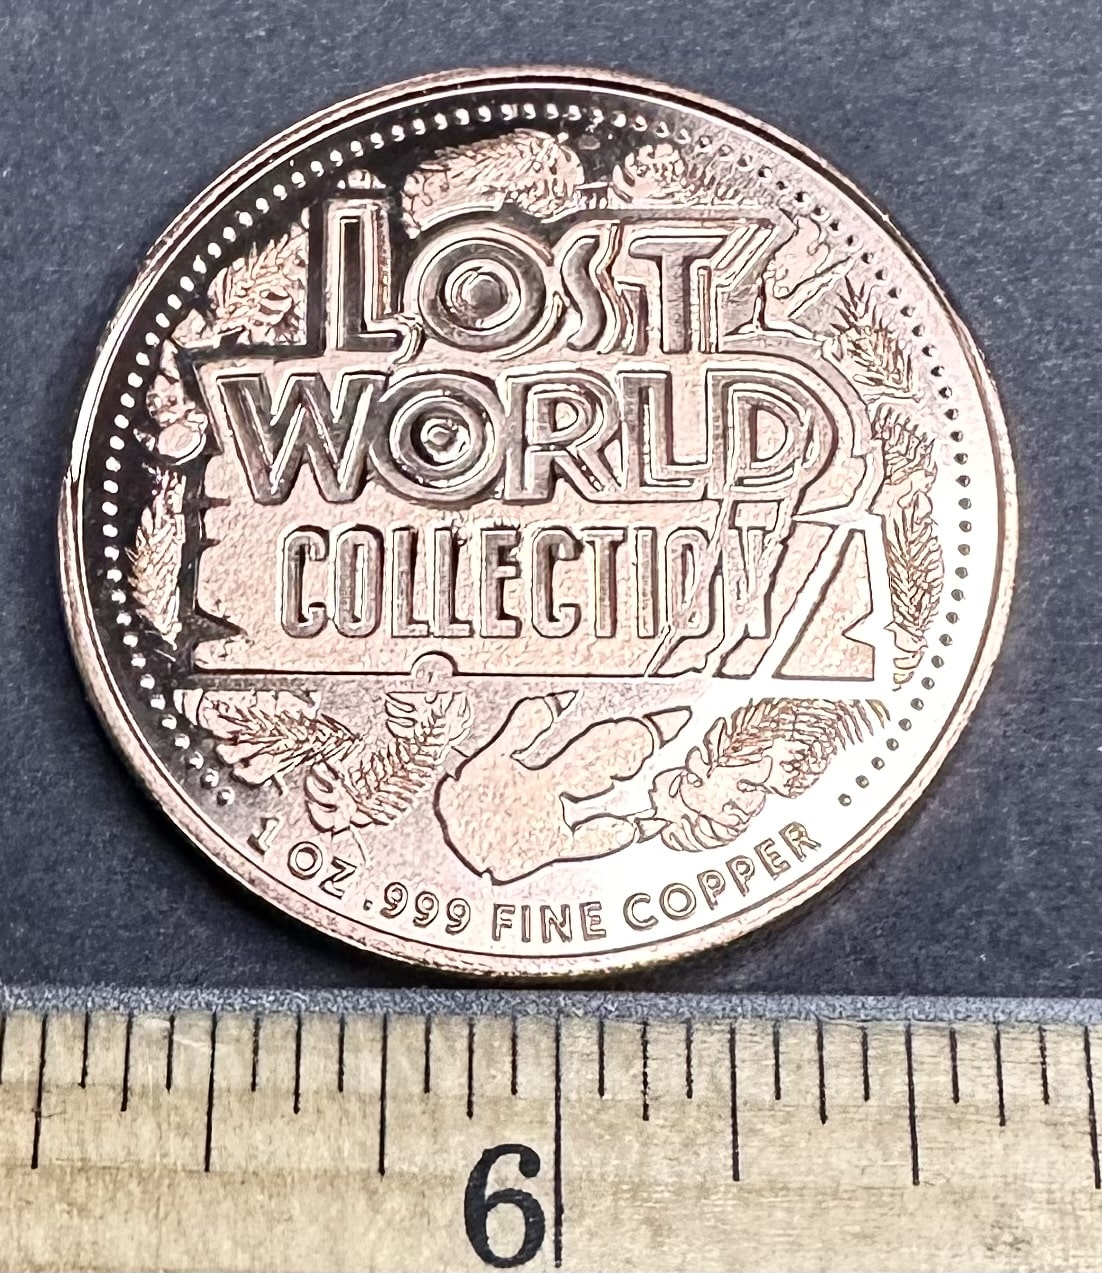 LOST
WORLD
COLLECTION
1 OZ .999 FINE COPPER
6